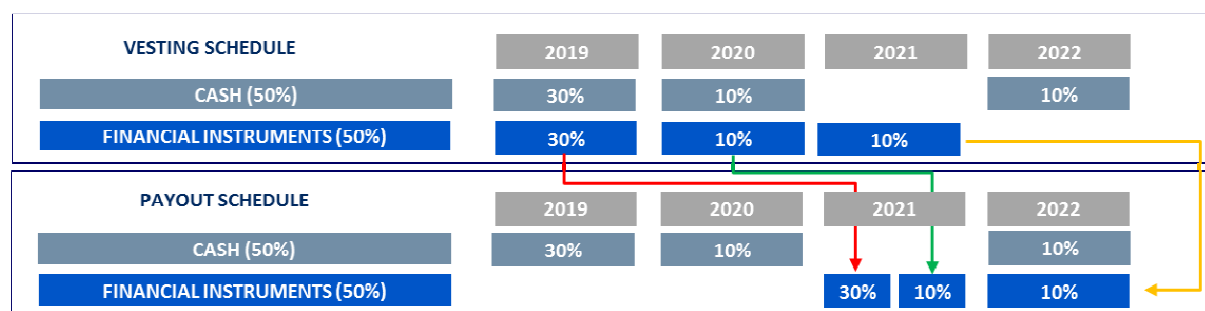 VESTING SCHEDULE 2019 2020 2021 2022
CASH (50%) 30% 10% 10%
FINANCIAL INSTRUMENTS (50%) 30% 10% 10%
PAYOUT SCHEDULE 2019 2020 2021 2022
CASH (50%) 30% 10% 10%
FINANCIAL INSTRUMENTS (50%) 30% 10% 10%